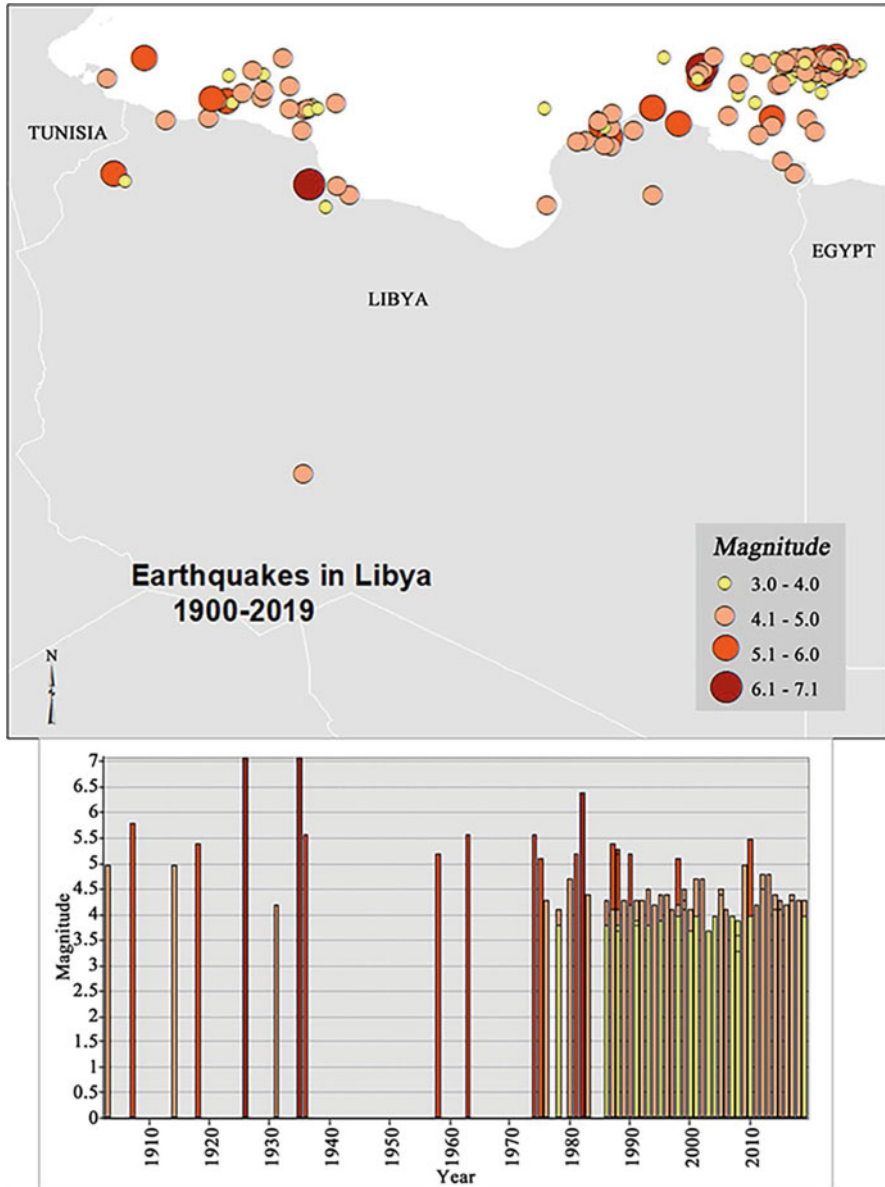 TUNISIA
EGYPT
LIBYA
Earthquakes in Libya
1900-2019
N
Magnitude
3.0 - 4.0
4.1 - 5.0
5.1 - 6.0
6.1 - 7.1
7
6.5
6
5.5
5
4.5
4
3.5
3
2.5
2
1.5
1
0.5
0
Magnitude
1910
1920
1930
1940
1950
1960
1970
1980
1990
2000
2010
Year